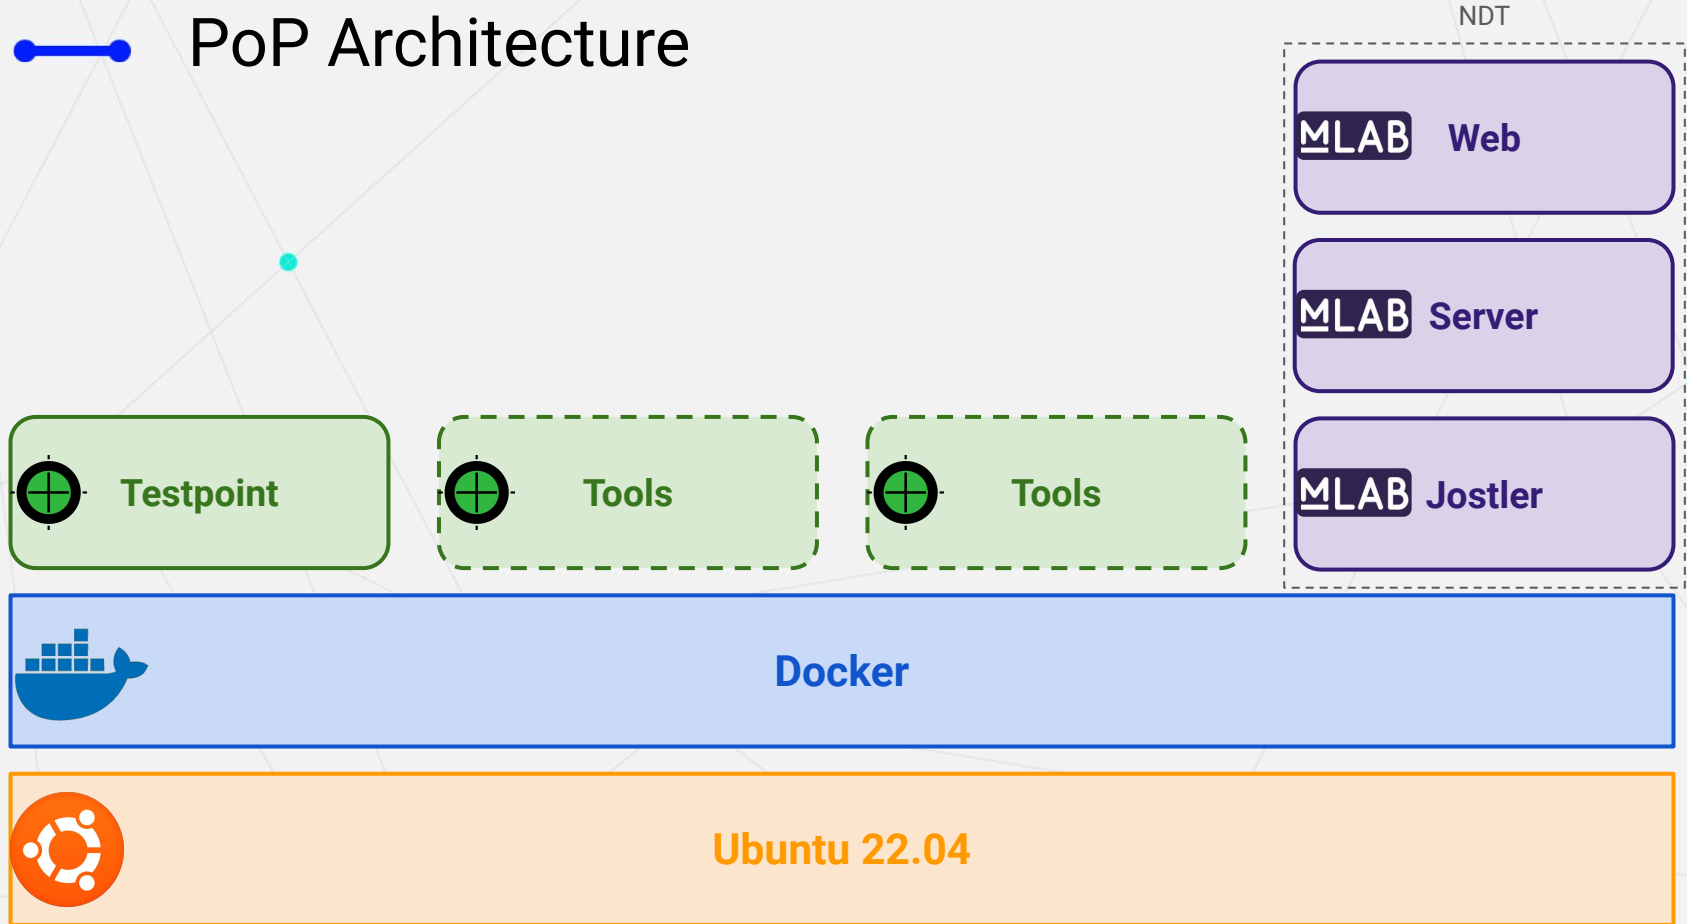 PoP Architecture
NDT
MLAB Web
MLAB Server
Testpoint
Tools
Tools
MLAB Jostler
Docker
Ubuntu 22.04